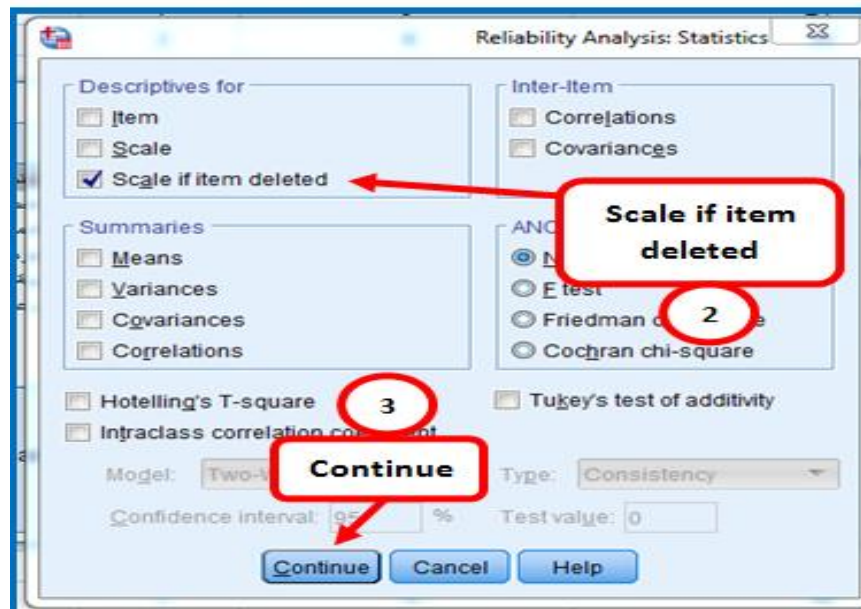 Reliability Analysis: Statistics
Descriptives for
Item
Scale
Scale if item deleted
Inter-Item
Correlations
Covariances
Scale if item
deleted
Summaries
Means
Variances
Covariances
Correlations
F test
Friedman
2
Cochran chi-square
Hotelling's T-square
3
Tukey's test of additivity
Intraclass correlation
Continue
Model:
Type: Consistency
Confidence interval: %
Test value: 0
Continue Cancel Help